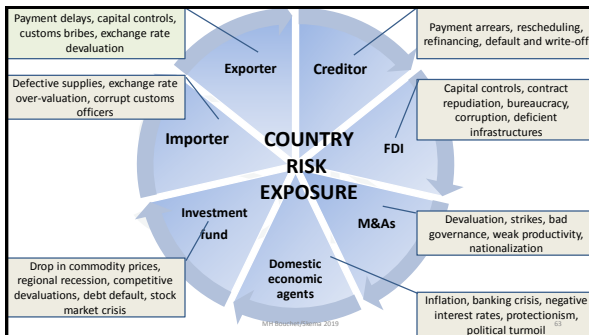 Payment delays, capital controls,
customs bribes, exchange rate
devaluation
Payment arrears, rescheduling,
refinancing, default and write-off
Exporter
Creditor
Defective supplies, exchange rate
over-valuation, corrupt customs
officers
Capital controls, contract
repudiation, bureaucracy,
corruption, deficient
infrastructures
Importer
FDI
COUNTRY
RISK
EXPOSURE
Investment
fund
M&As
Devaluation, strikes, bad
governance, weak productivity,
nationalization
Domestic
economic
agents
Drop in commodity prices,
regional recession, competitive
devaluations, debt default, stock
market crisis
Inflation, banking crisis, negative
interest rates, protectionism,
political turmoil
MH Bouchet/Skema 2019
63